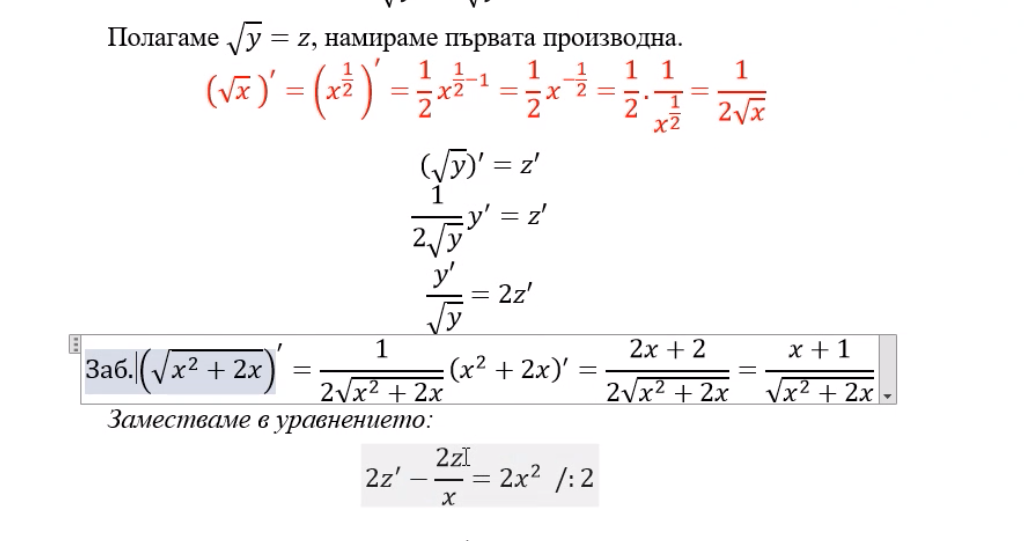 Полагаме √y = z, намираме първата производна.
(√x)′ = (x^(1/2))′ = 1/2 x^(1/2−1) = 1/2 x^(−1/2) = 1/2 . 1/x^(1/2) = 1/(2√x)
(√y)′ = z′
1/(2√y) y′ = z′
y′/√y = 2z′
Заб. (√(x² + 2x))′ = 1/(2√(x² + 2x)) (x² + 2x)′ = (2x + 2)/(2√(x² + 2x)) = (x + 1)/√(x² + 2x)
Заместваме в уравнението:
2z′ − 2z/x = 2x² /: 2